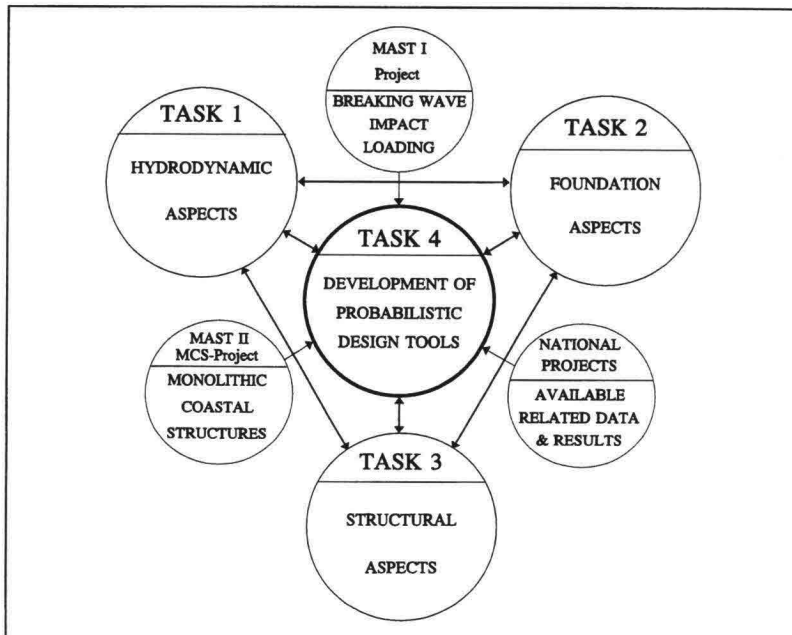 MAST I
Project
BREAKING WAVE
IMPACT
LOADING
TASK 1
HYDRODYNAMIC
ASPECTS
TASK 2
FOUNDATION
ASPECTS
TASK 4
DEVELOPMENT OF
PROBABILISTIC
DESIGN TOOLS
MAST II
MCS-Project
MONOLITHIC
COASTAL
STRUCTURES
NATIONAL
PROJECTS
AVAILABLE
RELATED DATA
& RESULTS
TASK 3
STRUCTURAL
ASPECTS